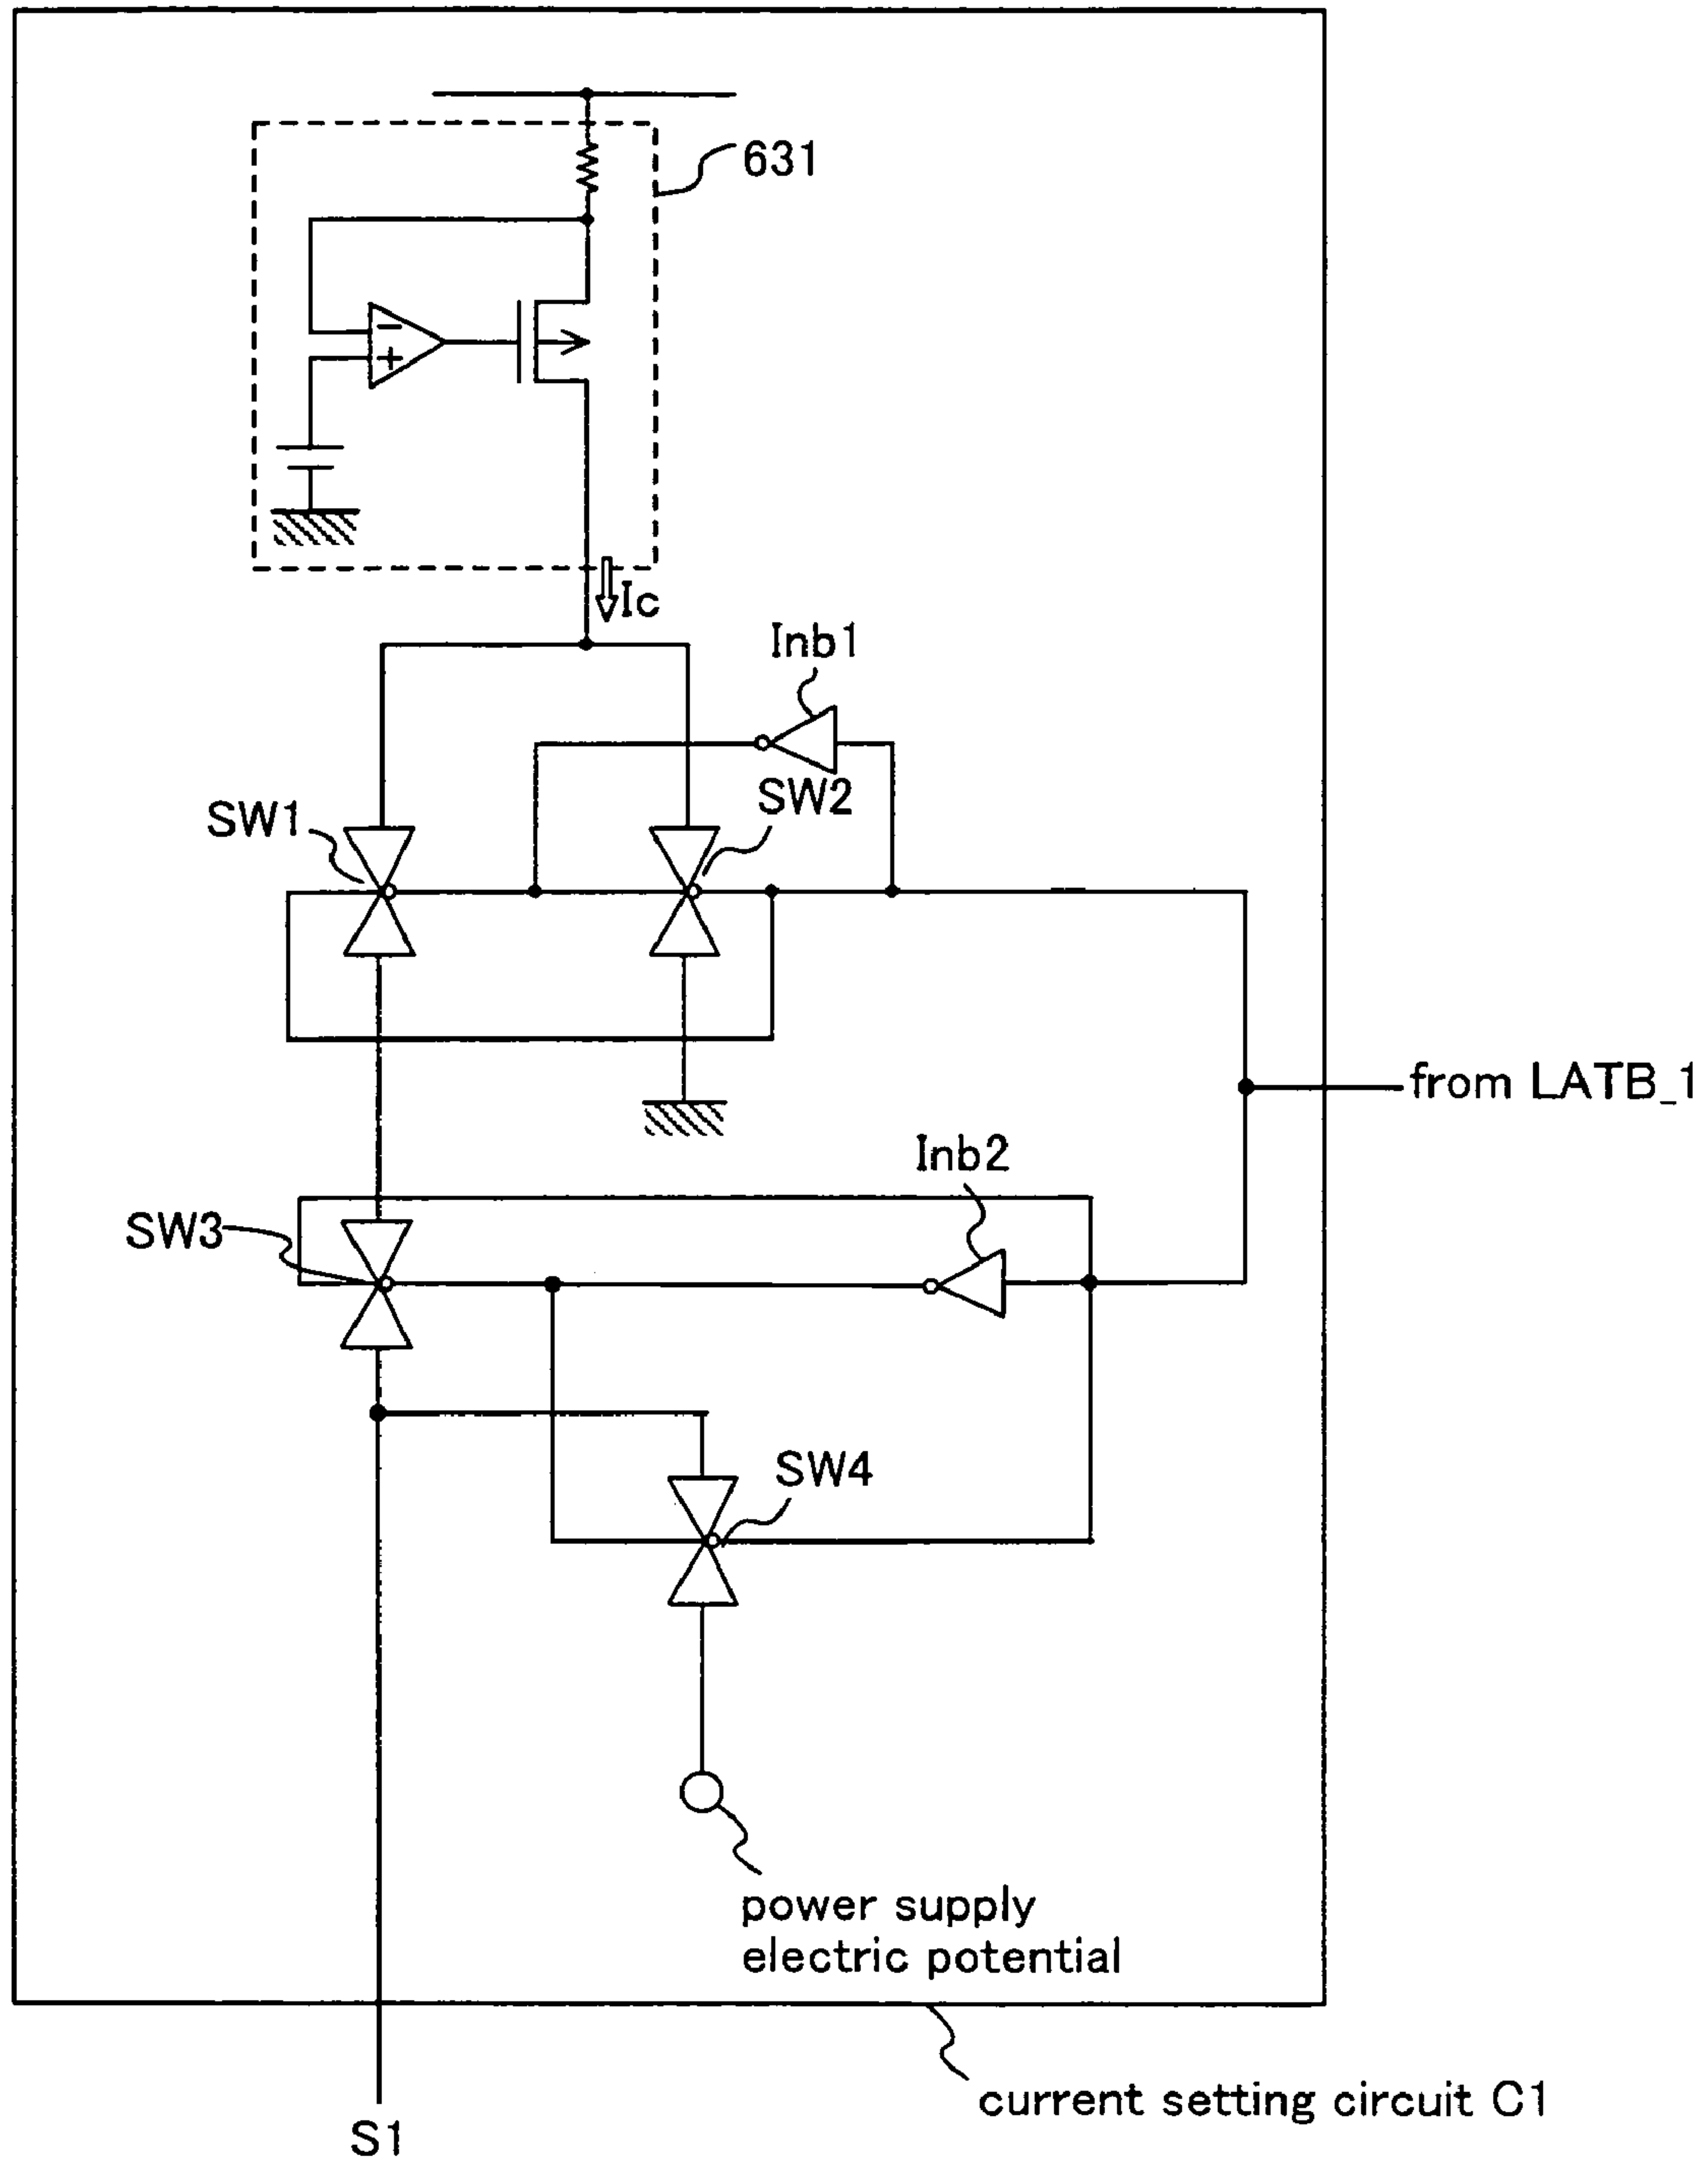 631
−
+
Ic
Inb1
SW2
SW1
from LATB_1
Inb2
SW3
SW4
power supply
electric potential
current setting circuit C1
S1